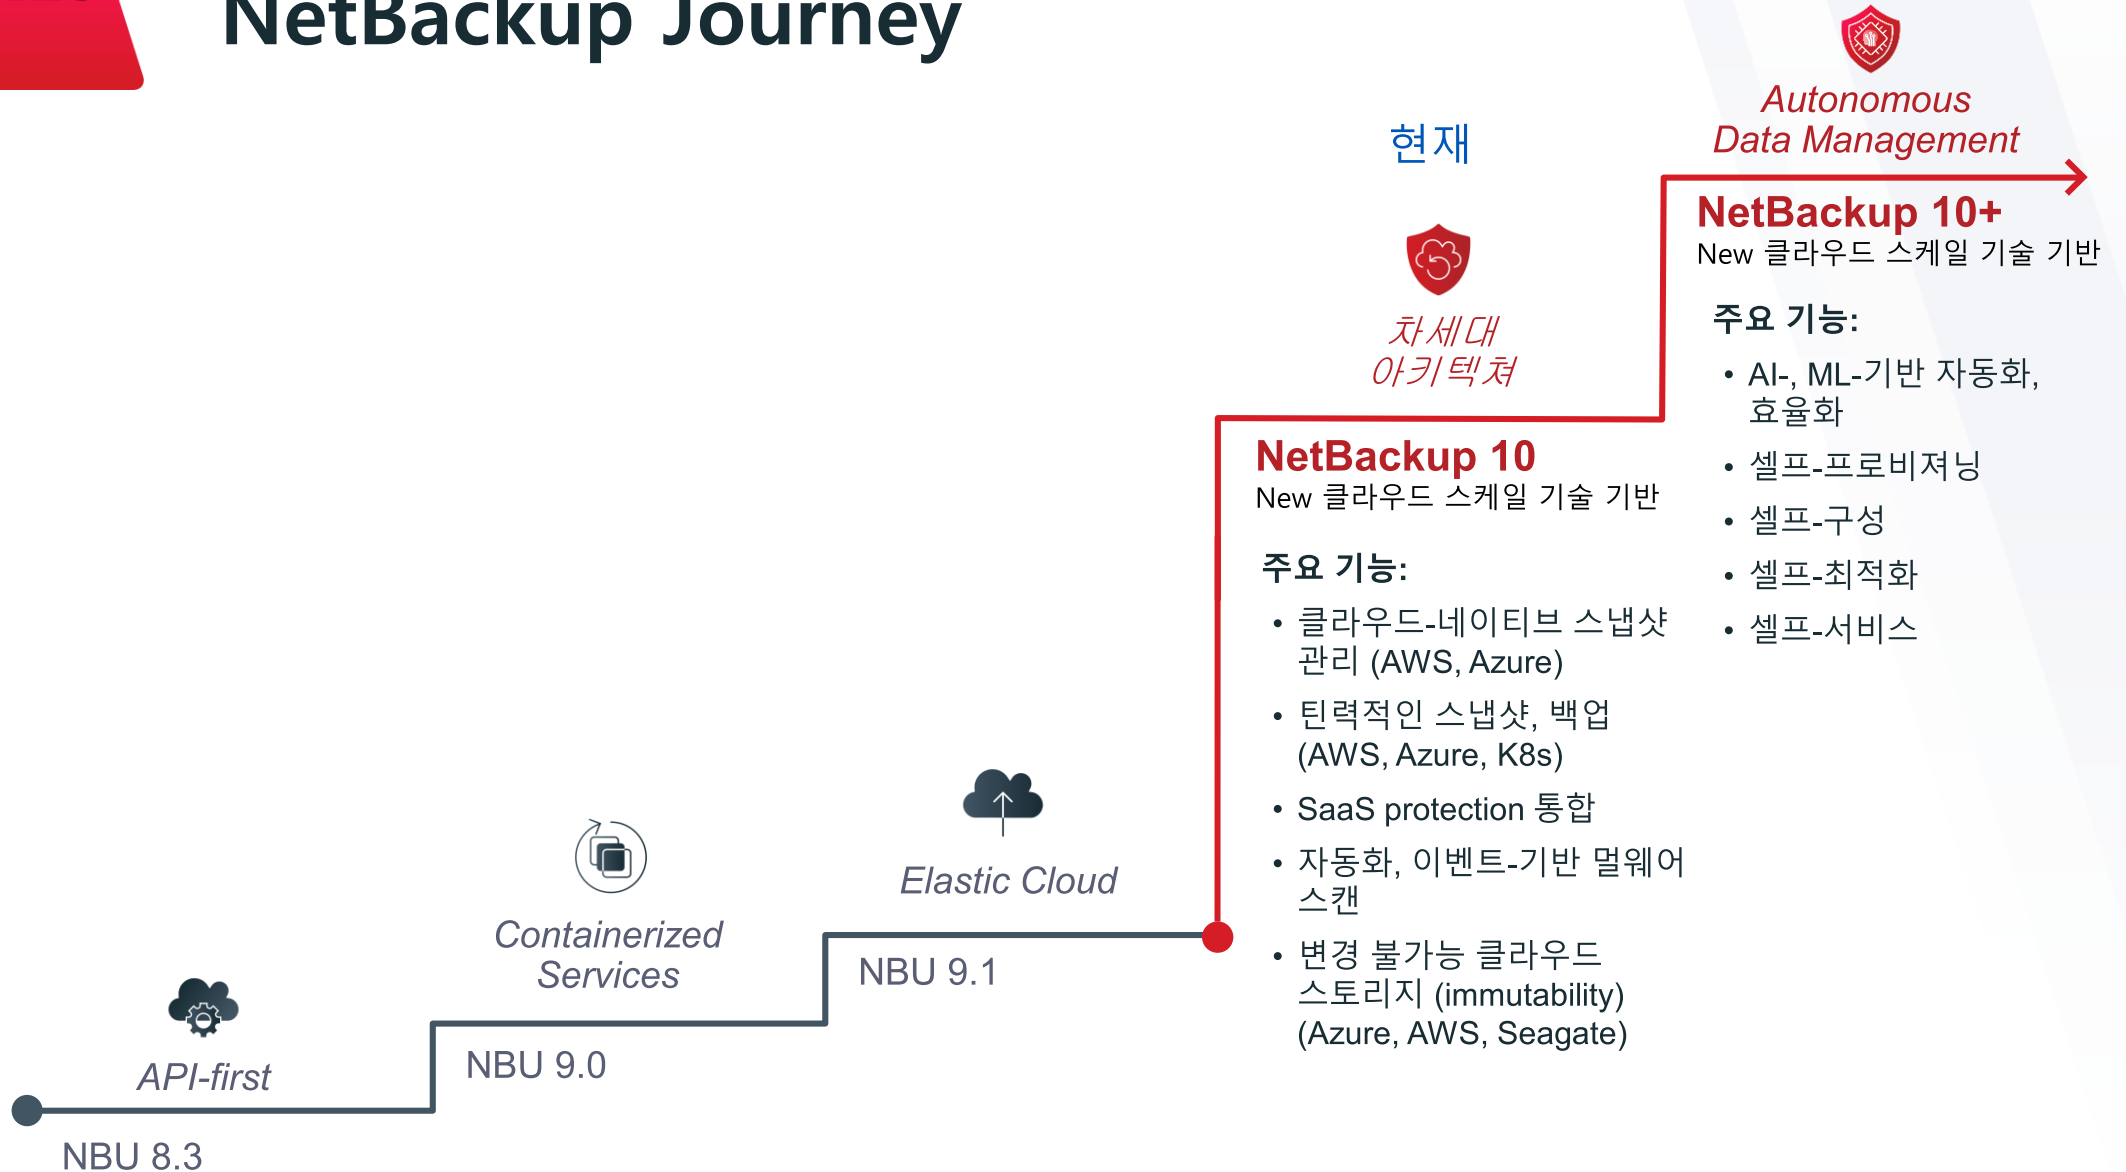 NetBackup Journey
Autonomous
Data Management
현재
NetBackup 10+
New 클라우드 스케일 기술 기반
주요 기능:
• AI-, ML-기반 자동화,
효율화
• 셀프-프로비져닝
• 셀프-구성
• 셀프-최적화
• 셀프-서비스
차세대
아키텍쳐
NetBackup 10
New 클라우드 스케일 기술 기반
주요 기능:
• 클라우드-네이티브 스냅샷
관리 (AWS, Azure)
• 틴력적인 스냅샷, 백업
(AWS, Azure, K8s)
• SaaS protection 통합
• 자동화, 이벤트-기반 멀웨어
스캔
• 변경 불가능 클라우드
스토리지 (immutability)
(Azure, AWS, Seagate)
Elastic Cloud
NBU 9.1
Containerized
Services
NBU 9.0
API-first
NBU 8.3